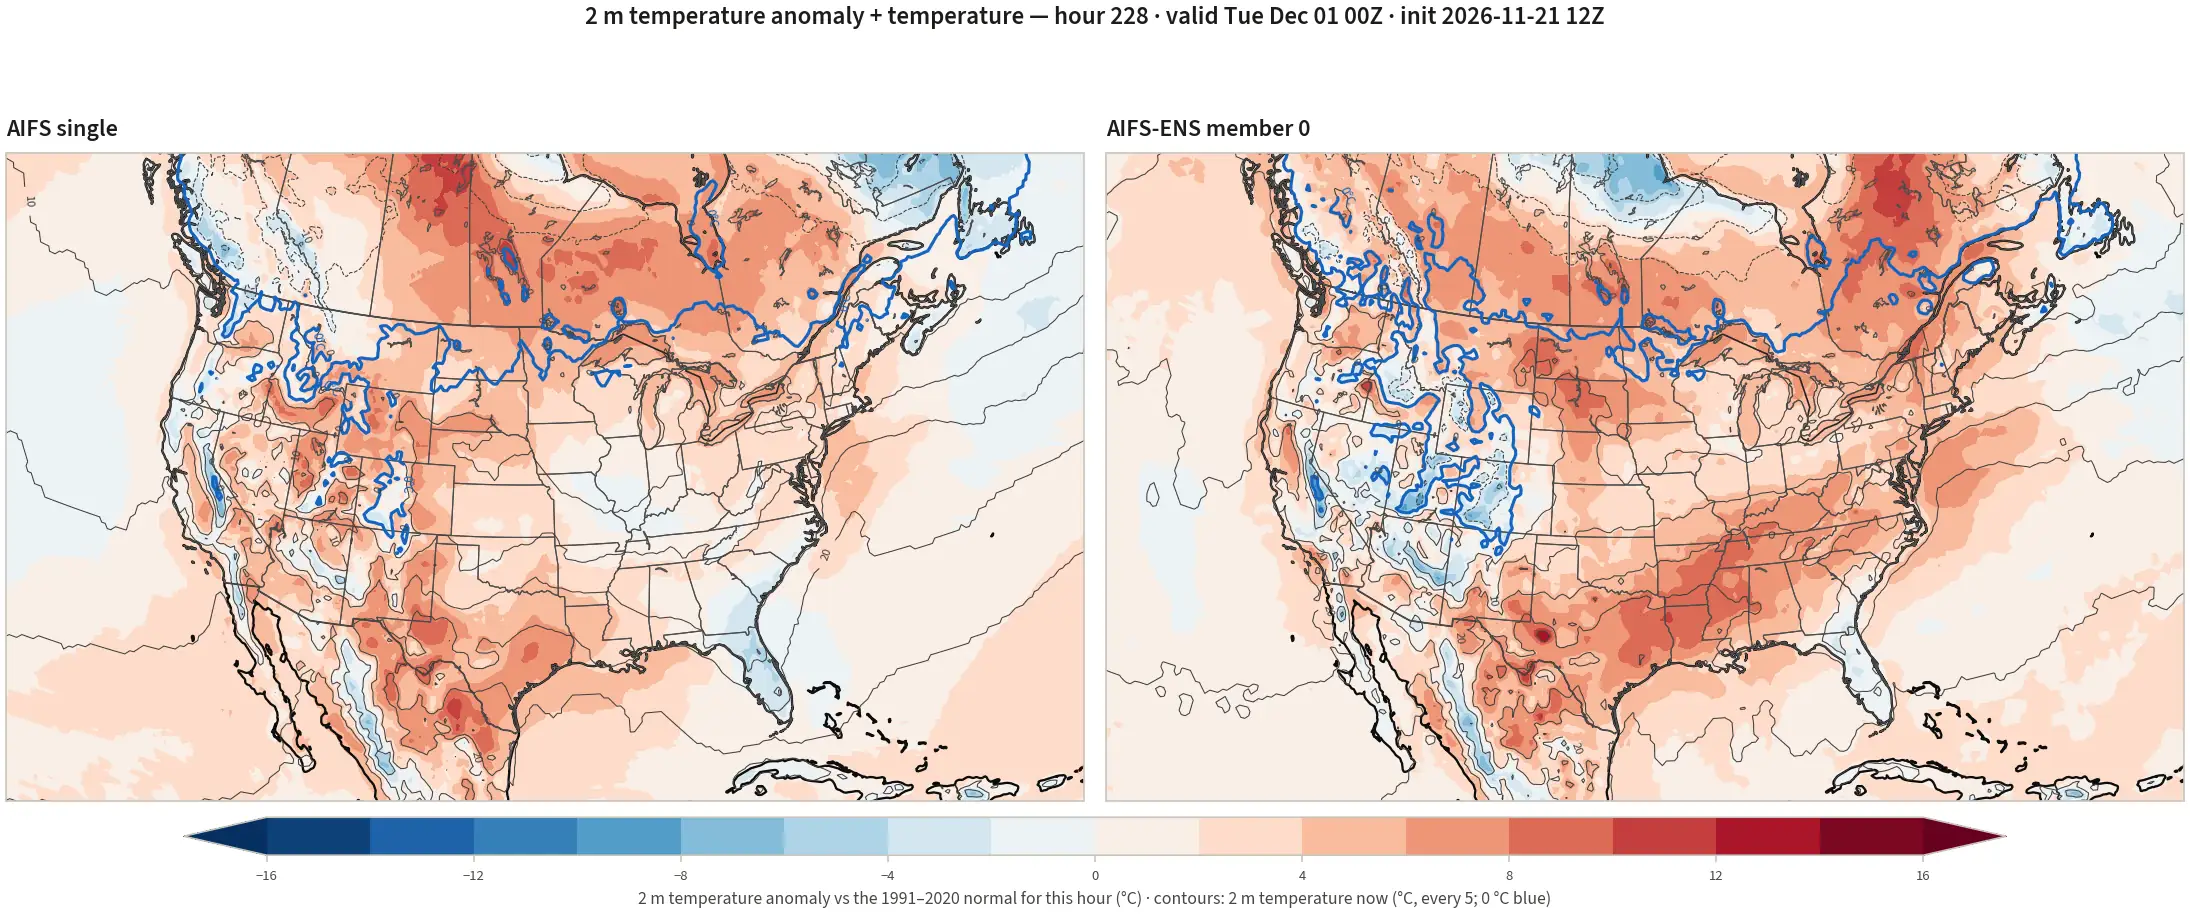 2 m temperature anomaly + temperature — hour 228 · valid Tue Dec 01 00Z · init 2026-11-21 12Z
AIFS single
AIFS-ENS member 0
−16 −12 −8 −4 0 4 8 12 16
2 m temperature anomaly vs the 1991–2020 normal for this hour (°C) · contours: 2 m temperature now (°C, every 5; 0 °C blue)